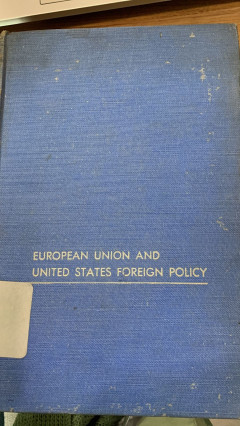 EUROPEAN UNION AND
UNITED STATES FOREIGN POLICY